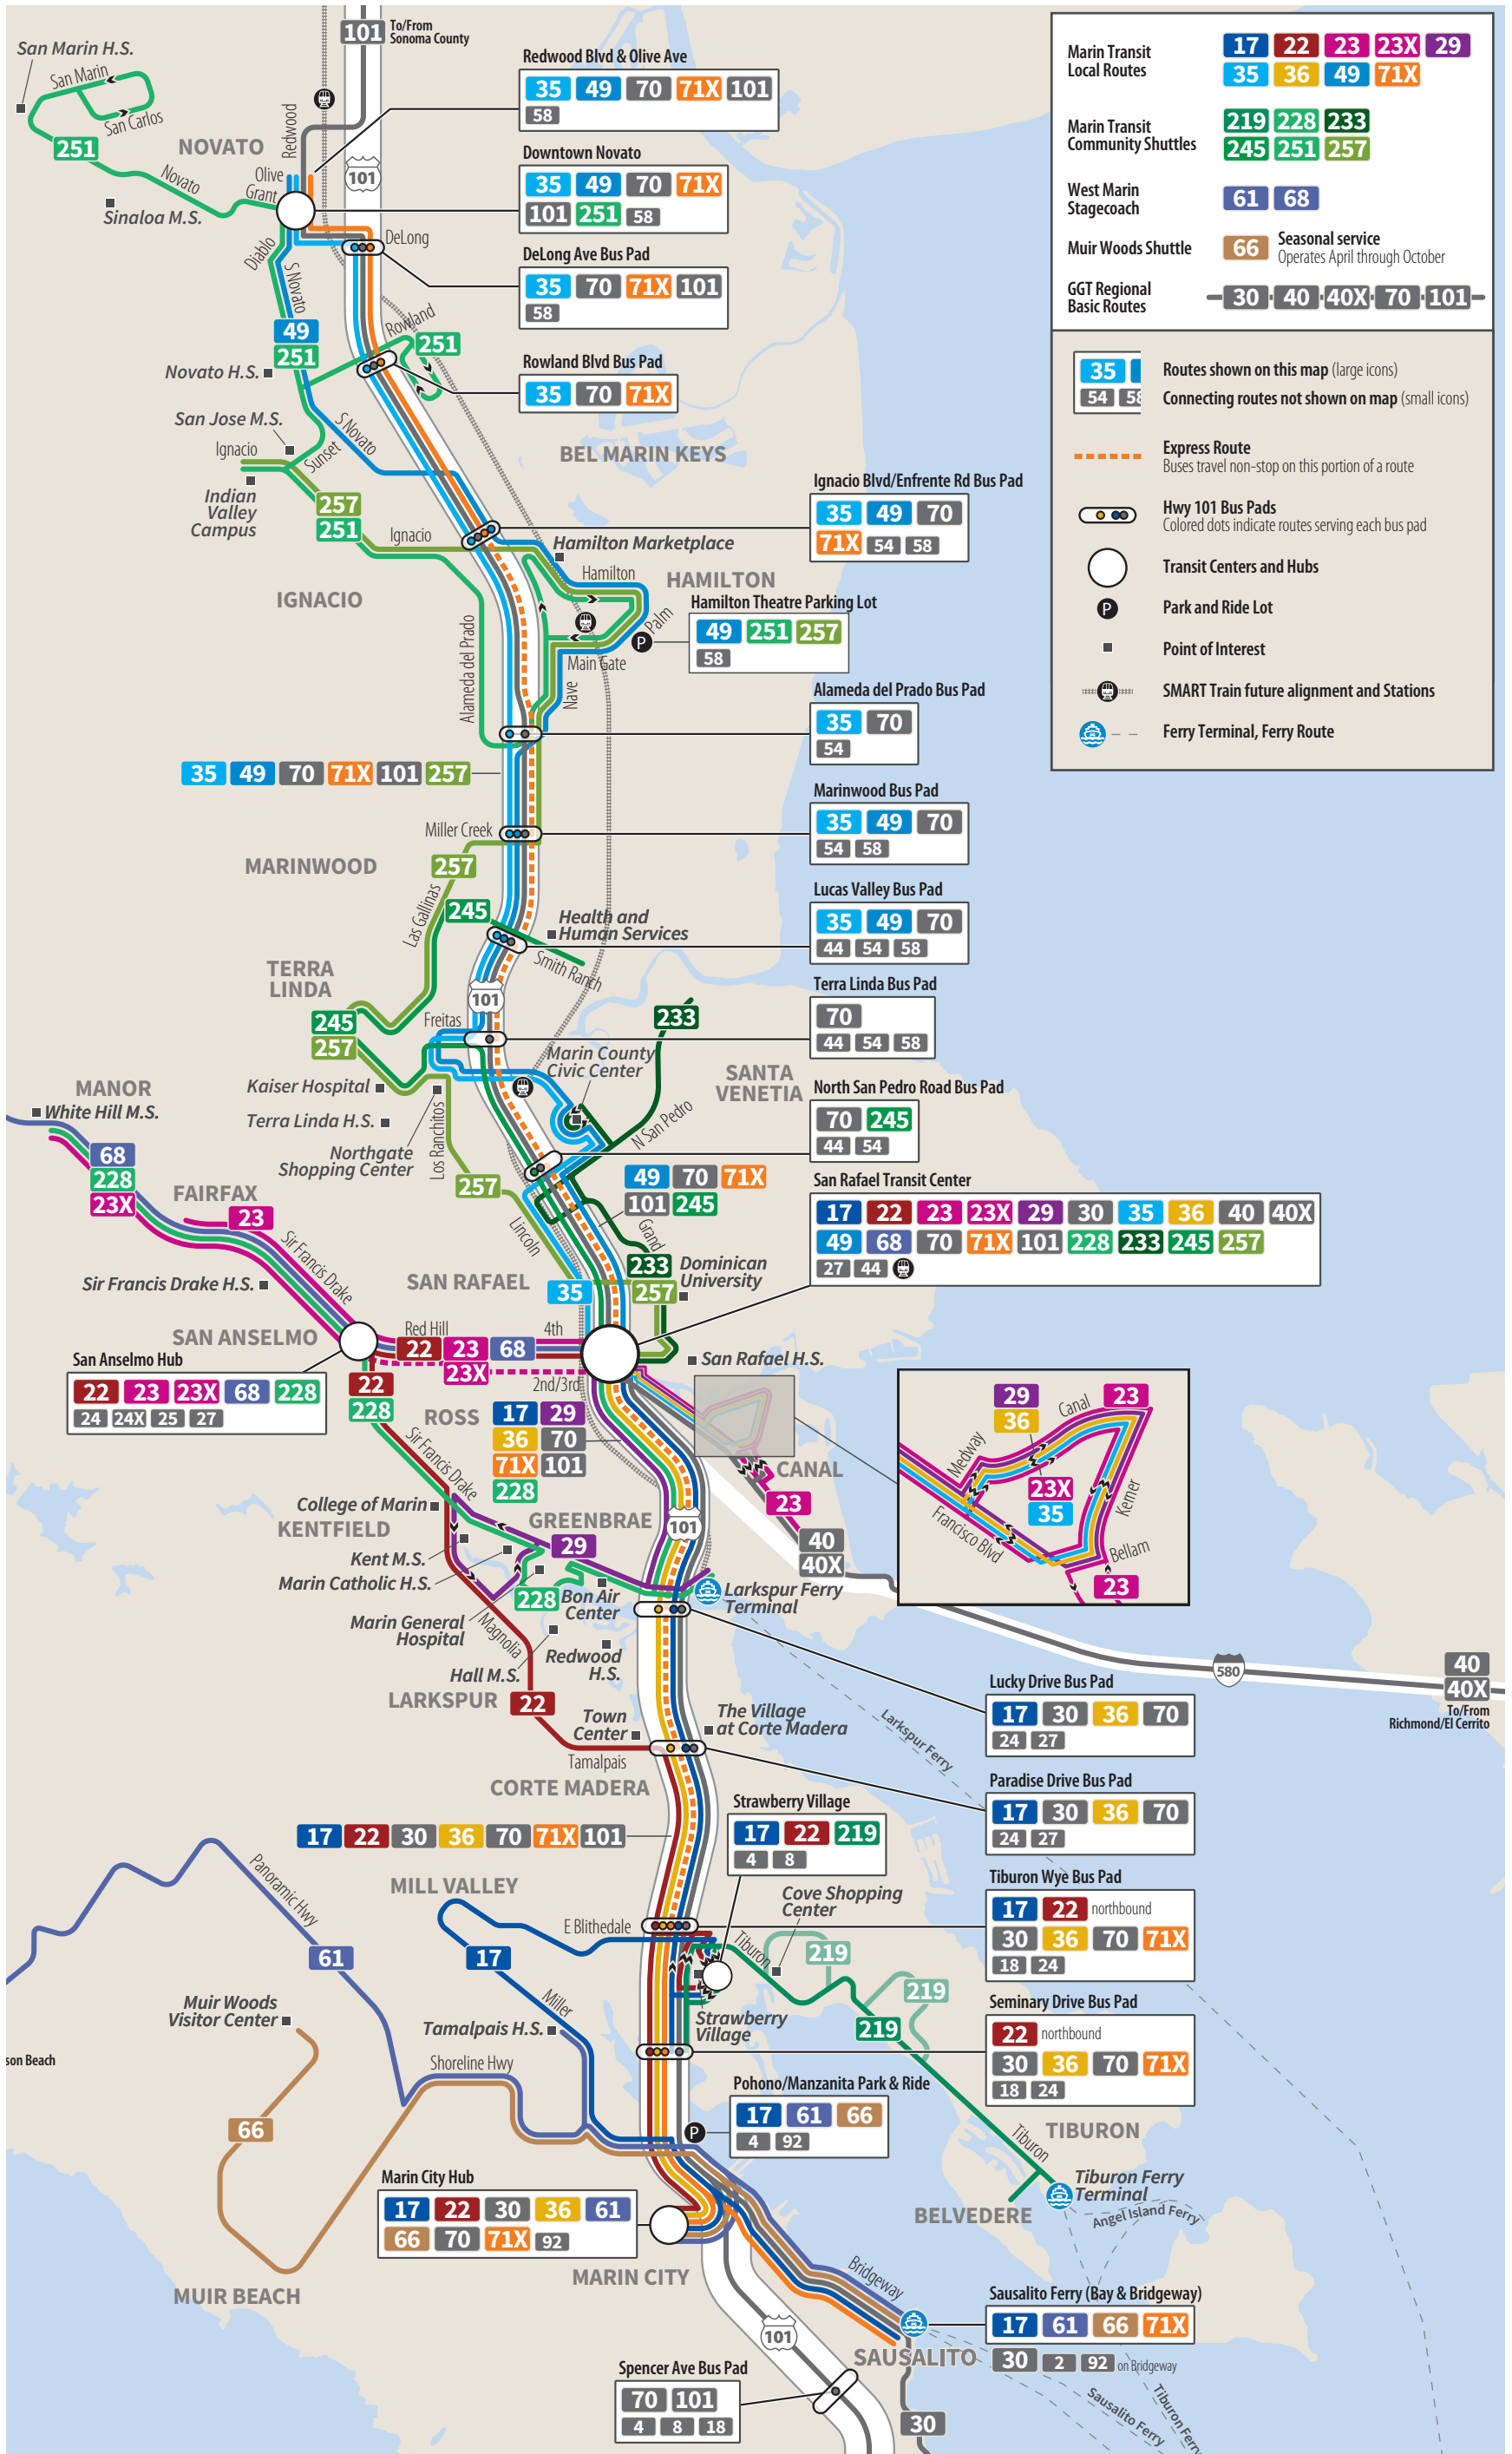 101
To/From
Sonoma County
San Marin H.S.
San Marin
San Carlos
251
NOVATO
Redwood
Olive
Grant
Novato
Sinaloa M.S.
101
Redwood Blvd & Olive Ave
35 49 70 71X 101
58
Downtown Novato
35 49 70 71X
101 251 58
Diablo
S Novato
DeLong
DeLong Ave Bus Pad
35 70 71X 101
58
49
251
Rowland
251
Novato H.S.
Rowland Blvd Bus Pad
35 70 71X
San Jose M.S.
Ignacio
Sunset
S Novato
Indian
Valley
Campus
257
251
BEL MARIN KEYS
Ignacio
IGNACIO
Ignacio Blvd/Enfrente Rd Bus Pad
35 49 70
71X 54 58
Hamilton Marketplace
Hamilton
HAMILTON
Palm
Main Gate
Nave
Alameda del Prado
P
Hamilton Theatre Parking Lot
49 251 257
58
Alameda del Prado Bus Pad
35 70
54
35 49 70 71X 101 257
Marinwood Bus Pad
35 49 70
54 58
Miller Creek
MARINWOOD
257
Las Gallinas
245
Health and
Human Services
Smith Ranch
Lucas Valley Bus Pad
35 49 70
44 54 58
TERRA
LINDA
101
245
257
Freitas
233
Terra Linda Bus Pad
70
44 54 58
Marin County
Civic Center
SANTA
VENETIA
N San Pedro
Kaiser Hospital
Terra Linda H.S.
Northgate
Shopping Center
Los Ranchitos
257
Lincoln
North San Pedro Road Bus Pad
70 245
44 54
MANOR
White Hill M.S.
68
228
23X
FAIRFAX
23
Sir Francis Drake
Sir Francis Drake H.S.
49 70 71X
101 245
Grand
San Rafael Transit Center
17 22 23 23X 29 30 35 36 40 40X
49 68 70 71X 101 228 233 245 257
27 44
233
257
Dominican
University
SAN RAFAEL
35
SAN ANSELMO
Red Hill
4th
22 23 68
23X
2nd/3rd
San Rafael H.S.
San Anselmo Hub
22 23 23X 68 228
24 24X 25 27
22
228
ROSS
17 29
36 70
71X 101
228
Sir Francis Drake
CANAL
23
40
40X
29
36
Canal
23
Medway
23X
35
Kerner
Francisco Blvd
Bellam
23
College of Marin
KENTFIELD
Kent M.S.
Marin Catholic H.S.
GREENBRAE
29
101
228
Bon Air
Center
Marin General
Hospital
Magnolia
Hall M.S.
Redwood
H.S.
Larkspur Ferry
Terminal
580
40
40X
To/From
Richmond/El Cerrito
LARKSPUR
22
Town
Center
The Village
at Corte Madera
Tamalpais
CORTE MADERA
Larkspur Ferry
Lucky Drive Bus Pad
17 30 36 70
24 27
Paradise Drive Bus Pad
17 30 36 70
24 27
17 22 30 36 70 71X 101
Strawberry Village
17 22 219
4 8
Tiburon Wye Bus Pad
17 22 northbound
30 36 70 71X
18 24
Panoramic Hwy
61
MILL VALLEY
E Blithedale
17
Miller
Cove Shopping
Center
Tiburon
219
219
219
Strawberry
Village
Seminary Drive Bus Pad
22 northbound
30 36 70 71X
18 24
Muir Woods
Visitor Center
Tamalpais H.S.
Shoreline Hwy
son Beach
66
Pohono/Manzanita Park & Ride
17 61 66
4 92
P
TIBURON
Tiburon
Tiburon Ferry
Terminal
BELVEDERE
Angel Island Ferry
Marin City Hub
17 22 30 36 61
66 70 71X 92
MARIN CITY
MUIR BEACH
Bridgeway
101
SAUSALITO
Sausalito Ferry (Bay & Bridgeway)
17 61 66 71X
30 2 92 on Bridgeway
Spencer Ave Bus Pad
70 101
4 8 18
30
Sausalito Ferry
Tiburon Ferry
Marin Transit
Local Routes
17 22 23 23X 29
35 36 49 71X
Marin Transit
Community Shuttles
219 228 233
245 251 257
West Marin
Stagecoach
61 68
Muir Woods Shuttle
66
Seasonal service
Operates April through October
GGT Regional
Basic Routes
30 40 40X 70 101
35
54 58
Routes shown on this map (large icons)
Connecting routes not shown on map (small icons)
Express Route
Buses travel non-stop on this portion of a route
Hwy 101 Bus Pads
Colored dots indicate routes serving each bus pad
Transit Centers and Hubs
P
Park and Ride Lot
Point of Interest
SMART Train future alignment and Stations
Ferry Terminal, Ferry Route